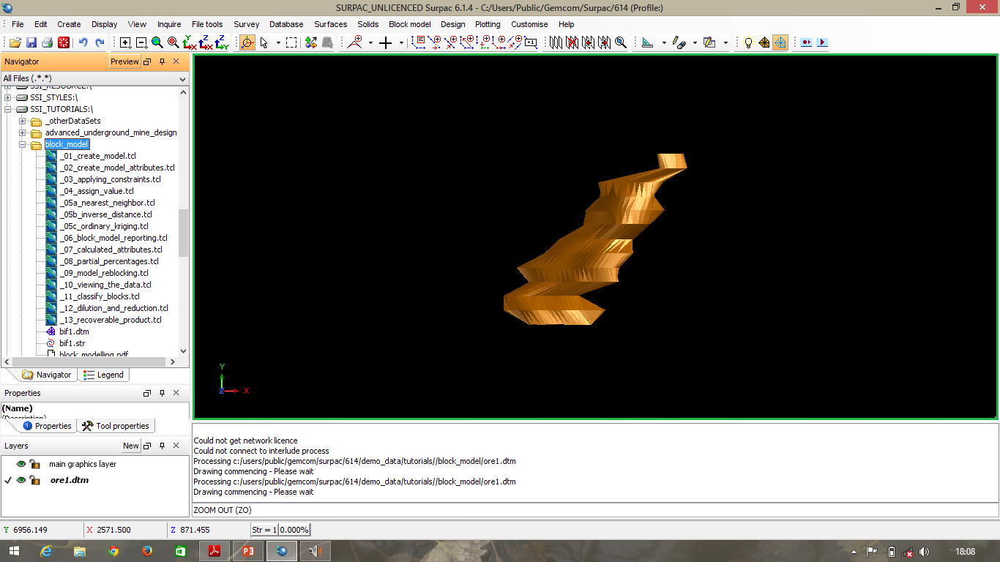 SURPAC_UNLICENCED Surpac 6.1.4 - C:/Users/Public/Gemcom/Surpac/614 (Profile:)
File Edit Create Display View Inquire File tools Survey Database Surfaces Solids Block model Design Plotting Customise Help
Navigator Preview
All Files (.*.*)
SSI_RESOURCE:\
SSI_STYLES:\
SSI_TUTORIALS:\
_otherDataSets
advanced_underground_mine_design
block_model
_01_create_model.tcl
_02_create_model_attributes.tcl
_03_applying_constraints.tcl
_04_assign_value.tcl
_05a_nearest_neighbor.tcl
_05b_inverse_distance.tcl
_05c_ordinary_kriging.tcl
_06_block_model_reporting.tcl
_07_calculated_attributes.tcl
_08_partial_percentages.tcl
_09_model_reblocking.tcl
_10_viewing_the_data.tcl
_11_classify_blocks.tcl
_12_dilution_and_reduction.tcl
_13_recoverable_product.tcl
bif1.dtm
bif1.str
block_modelling.pdf
Navigator Legend
Properties
(Name)
(Description)
Properties Tool properties
Layers New
main graphics layer
ore1.dtm
Y
Z X
Could not get network licence
Could not connect to interlude process
Processing c:/users/public/gemcom/surpac/614/demo_data/tutorials//block_model/ore1.dtm
Drawing commencing - Please wait
Processing c:/users/public/gemcom/surpac/614/demo_data/tutorials//block_model/ore1.dtm
Drawing commencing - Please wait
ZOOM OUT (ZO)
Y 6956.149 X 2571.500 Z 871.455 Str = 1 0.000%
18:08